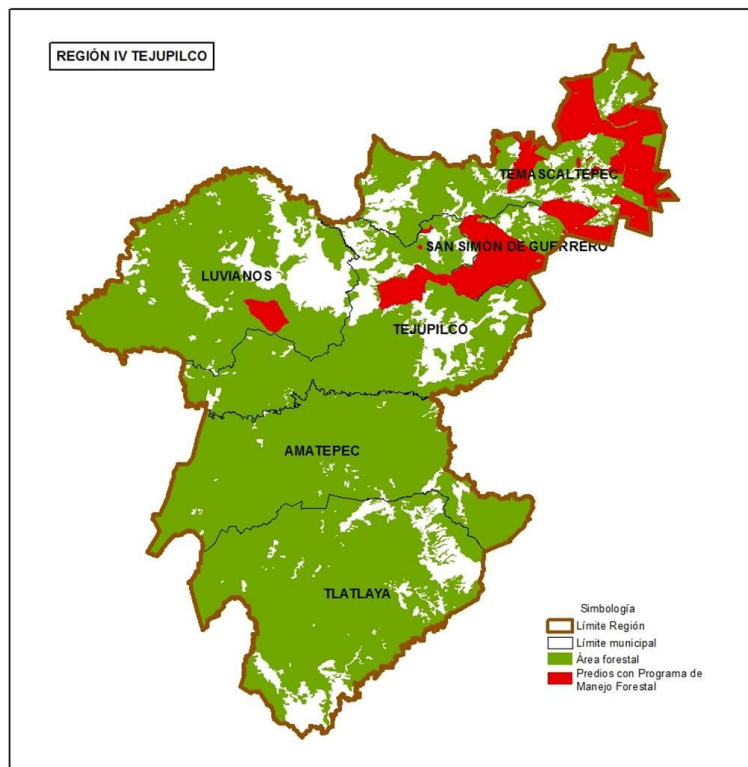 REGIÓN IV TEJUPILCO
TEMASCALTEPEC
SAN SIMÓN DE GUERRERO
LUVIANOS
TEJUPILCO
AMATEPEC
TLATLAYA
Simbología
Límite Región
Límite municipal
Área forestal
Predios con Programa de
Manejo Forestal